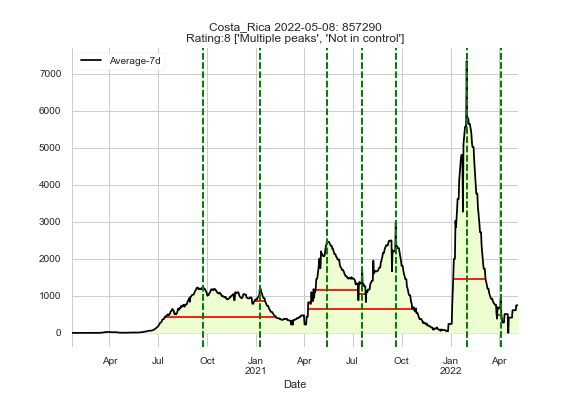 Costa_Rica 2022-05-08: 857290
Rating:8 ['Multiple peaks', 'Not in control']
Average-7d
7000
6000
5000
4000
3000
2000
1000
0
Apr Jul Oct Jan Apr Jul Oct Jan Apr
2021 2022
Date